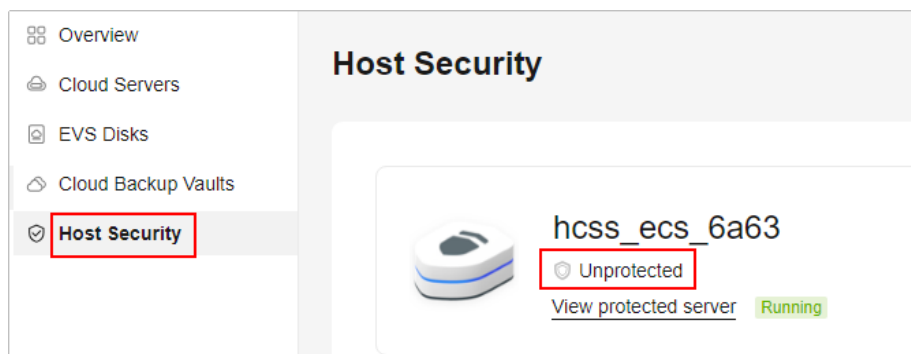 Overview
Cloud Servers
EVS Disks
Cloud Backup Vaults
Host Security
Host Security
hcss_ecs_6a63
Unprotected
View protected server Running